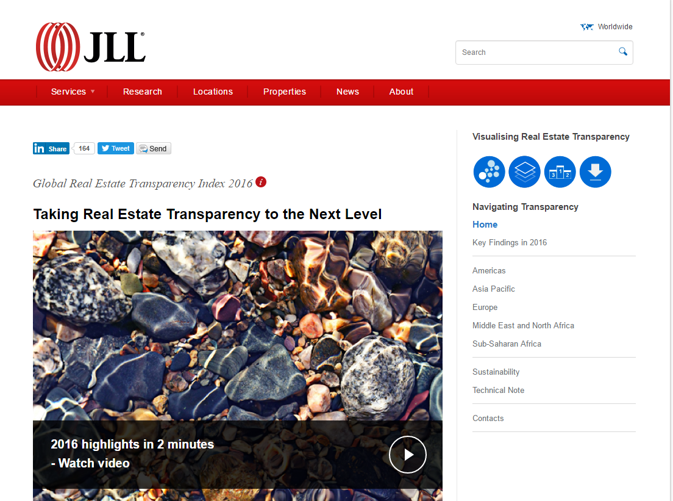 JLL®
Worldwide
Search
Services
Research
Locations
Properties
News
About
in Share
164
Tweet
Send
Global Real Estate Transparency Index 2016 i
Taking Real Estate Transparency to the Next Level
2016 highlights in 2 minutes
- Watch video
Visualising Real Estate Transparency
3 1 2
Navigating Transparency
Home
Key Findings in 2016
Americas
Asia Pacific
Europe
Middle East and North Africa
Sub-Saharan Africa
Sustainability
Technical Note
Contacts